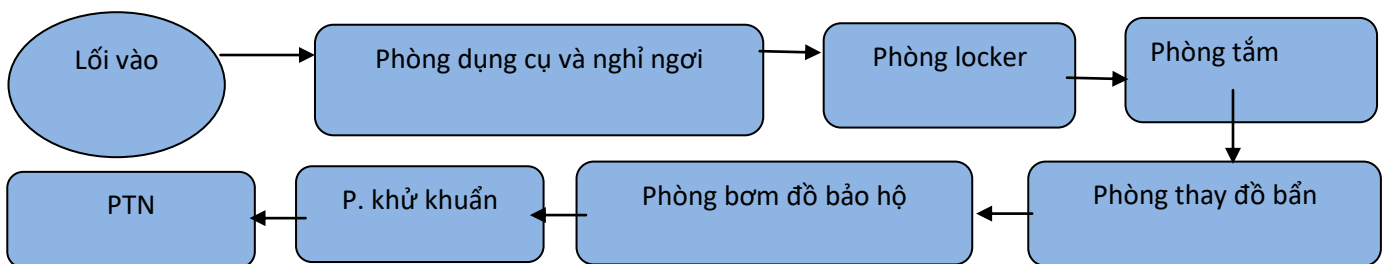 Lối vào
Phòng dụng cụ và nghỉ ngơi
Phòng locker
Phòng tắm
PTN
P. khử khuẩn
Phòng bơm đồ bảo hộ
Phòng thay đồ bẩn